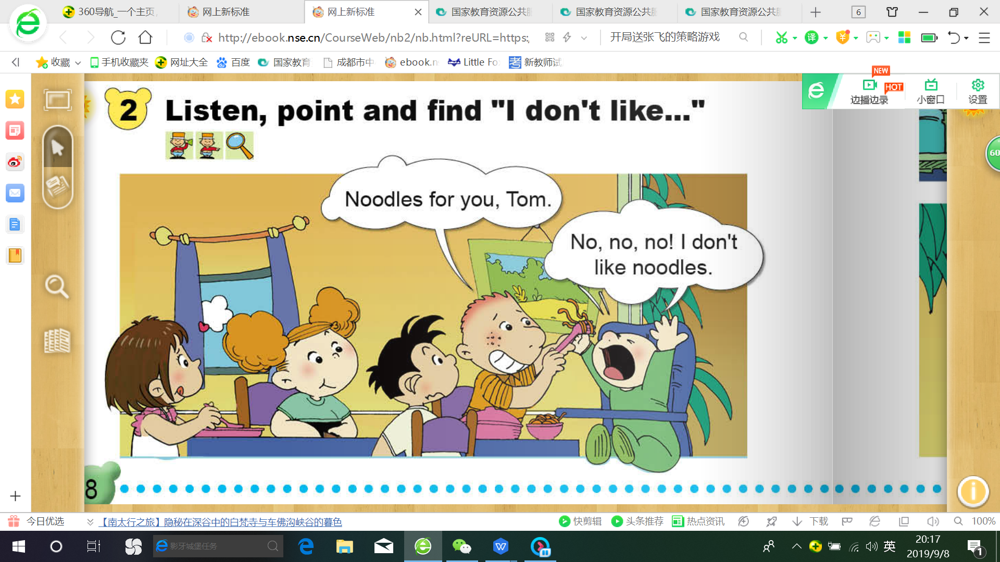 360导航_一个主页,
网上新标准
网上新标准
国家教育资源公共服
国家教育资源公共服
国家教育资源公共服
6
http://ebook.nse.cn/CourseWeb/nb2/nb.html?reURL=https:
开局送张飞的策略游戏
译
¥
收藏
手机收藏夹
网址大全
百度
国家教育
成都市中
ebook.n
Little Fo
考
新教师试
NEW
边播边录
HOT
小窗口
设置
2
Listen, point and find "I don't like..."
60
Noodles for you, Tom.
No, no, no! I don't
like noodles.
8
今日优选
【南太行之旅】隐秘在深谷中的白梵寺与车佛沟峡谷的暮色
快剪辑
头条推荐
热点资讯
下载
100%
影牙城堡任务
英
20:17
2019/9/8
1